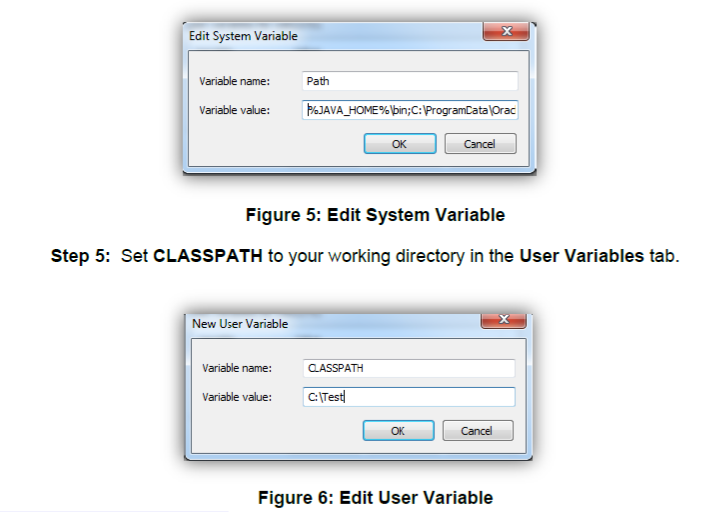 Edit System Variable
X
Variable name: Path
Variable value: %JAVA_HOME%\bin;C:\ProgramData\Orac
OK Cancel
Figure 5: Edit System Variable
Step 5: Set CLASSPATH to your working directory in the User Variables tab.
New User Variable
X
Variable name: CLASSPATH
Variable value: C:\Test
OK Cancel
Figure 6: Edit User Variable